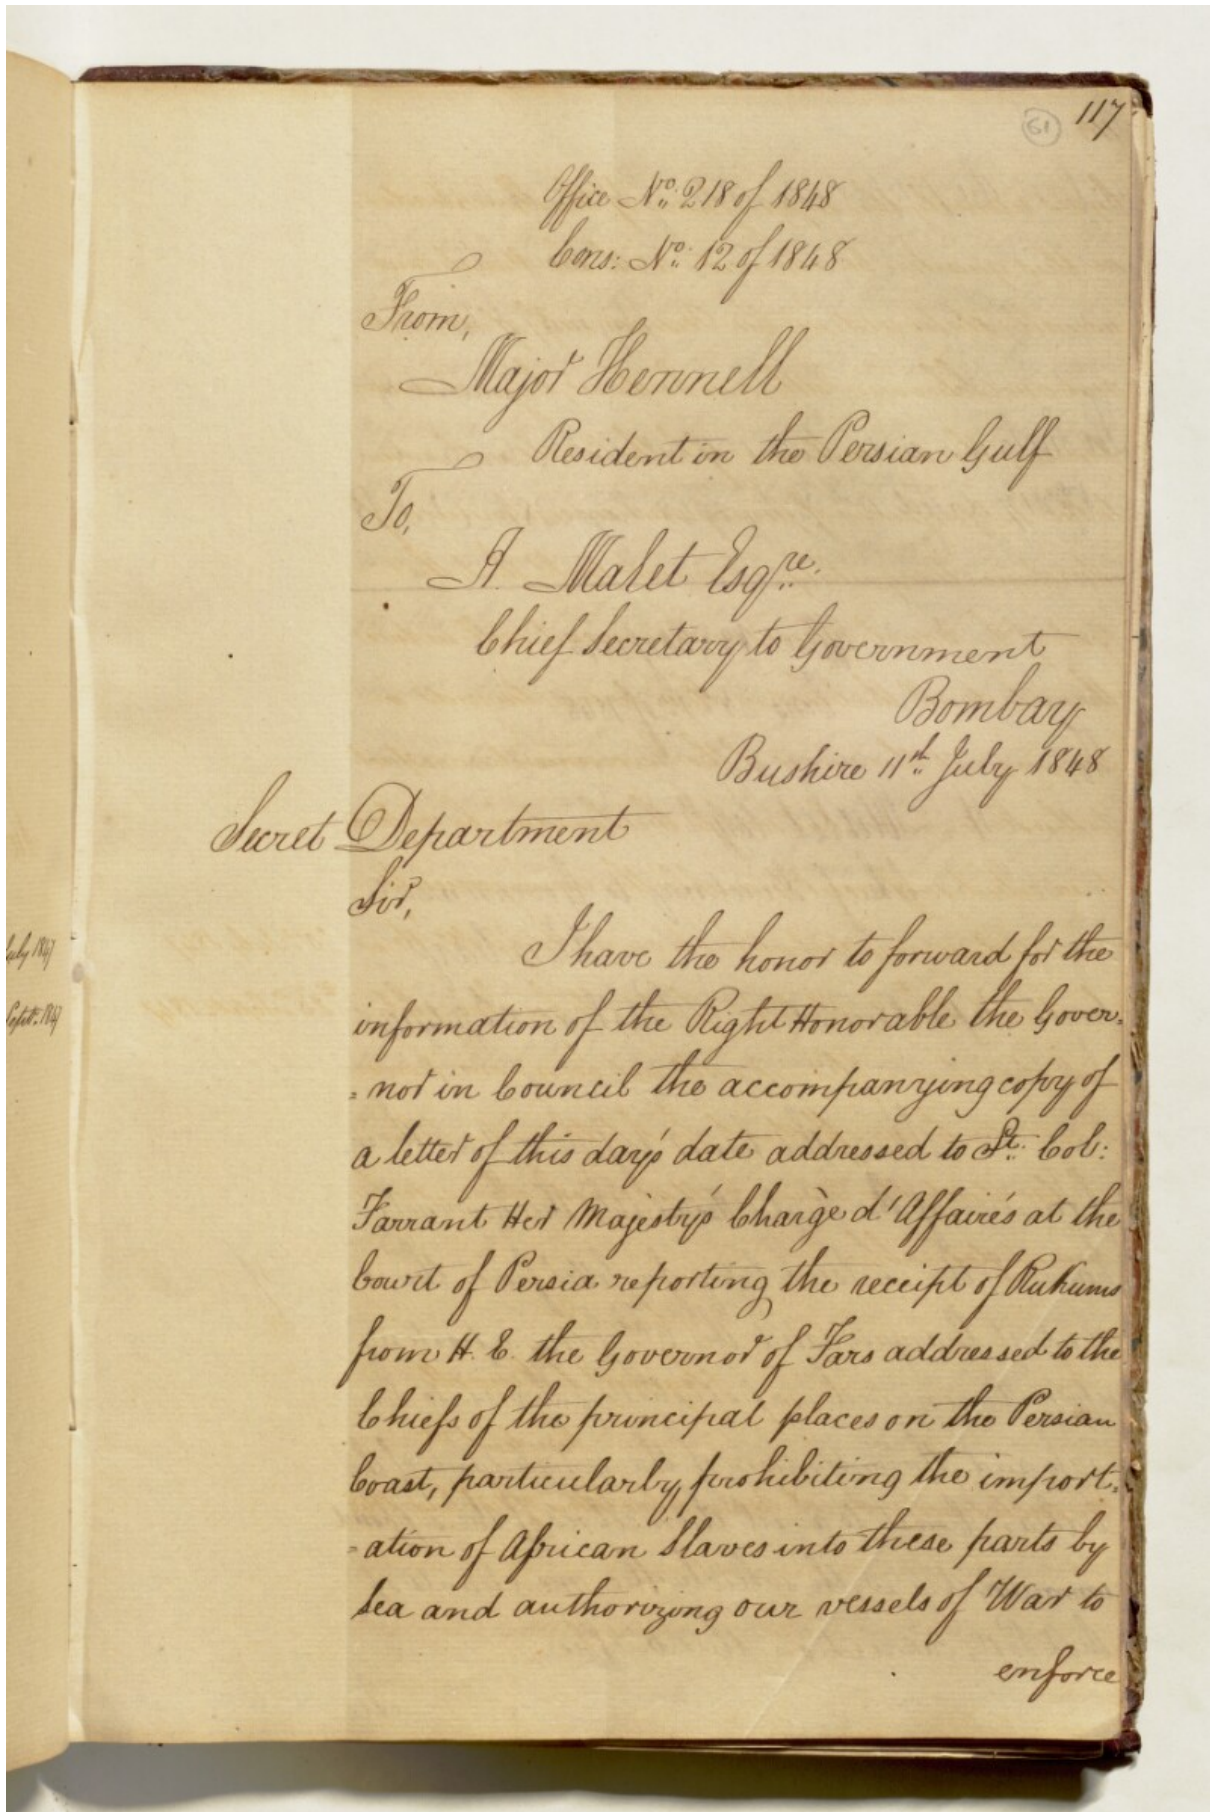 117
61
Office No. 218 of 1848
Cons: No. 12 of 1848
From,
Major Hennell
Resident in the Persian Gulf
To,
A. Malet Esqre.
Chief Secretary to Government
Bombay
Bushire 11th July 1848
Secret Department
Sir,
I have the honor to forward for the
information of the Right Honorable the Gover=
=nor in Council the accompanying copy of
a letter of this day's date addressed to Lt. Col:
Farrant Her Majesty's Chargè d'Affaire's at the
Court of Persia reporting the receipt of Rukums
from H. E. the Governor of Fars addressed to the
Chiefs of the principal places on the Persian
Coast, particularly, prohibiting the import=
=ation of African Slaves into these parts by
Sea and authorizing our vessels of War to
enforce
July 1847
Septr. 1847